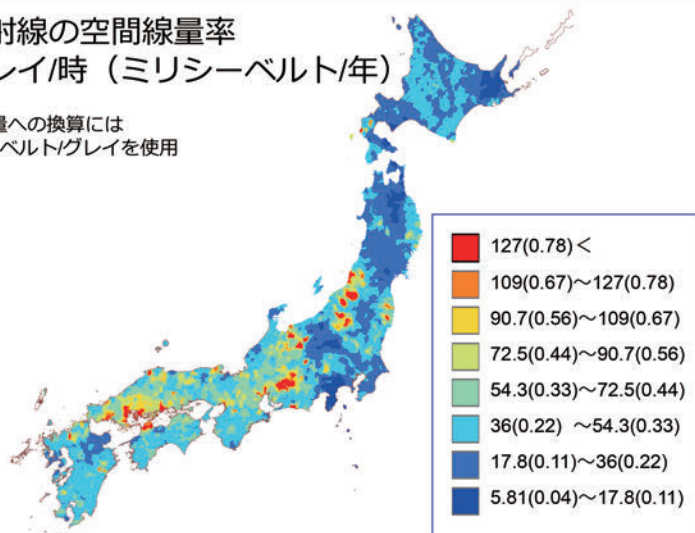 射線の空間線量率
レイ/時（ミリシーベルト/年）
量への換算には
ベルト/グレイを使用
127(0.78)＜
109(0.67)～127(0.78)
90.7(0.56)～109(0.67)
72.5(0.44)～90.7(0.56)
54.3(0.33)～72.5(0.44)
36(0.22) ～54.3(0.33)
17.8(0.11)～36(0.22)
5.81(0.04)～17.8(0.11)